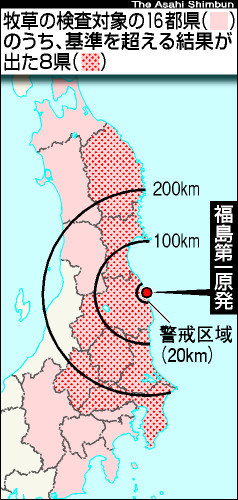 The Asahi Shimbun
牧草の検査対象の16都県( )
のうち、基準を超える結果が
出た8県( )
200km
100km
福島第一原発
警戒区域
(20km)